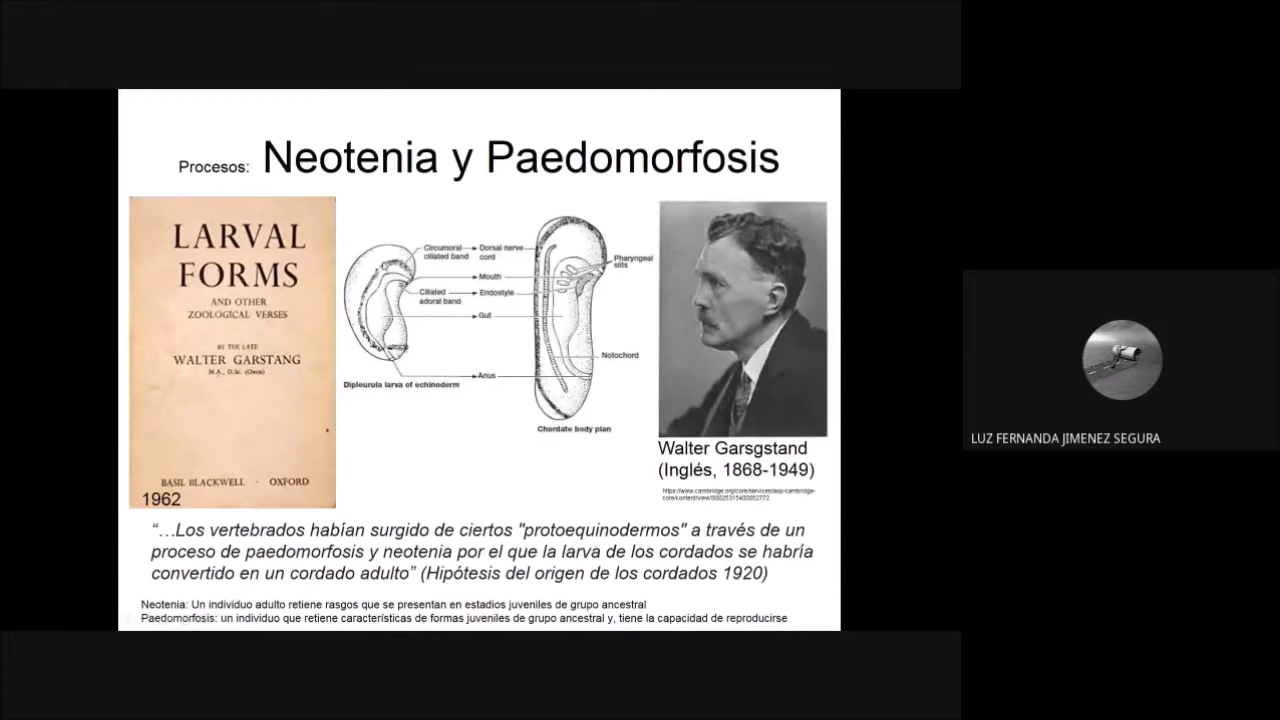 Procesos: Neotenia y Paedomorfosis
LARVAL
FORMS
AND OTHER
ZOOLOGICAL VERSES
BY THE LATE
WALTER GARSTANG
M.A., D.Sc. (Oxon)
BASIL BLACKWELL · OXFORD
1962
Circumoral
ciliated band
Dorsal nerve
cord
Mouth
Ciliated
adoral band
Endostyle
Gut
Anus
Dipleurula larva of echinoderm
Pharyngeal
slits
Notochord
Chordate body plan
Walter Garsgstand
(Inglés, 1868-1949)
“…Los vertebrados habían surgido de ciertos "protoequinodermos" a través de un
proceso de paedomorfosis y neotenia por el que la larva de los cordados se habría
convertido en un cordado adulto” (Hipótesis del origen de los cordados 1920)
Neotenia: Un individuo adulto retiene rasgos que se presentan en estadios juveniles de grupo ancestral
Paedomorfosis: un individuo que retiene características de formas juveniles de grupo ancestral y, tiene la capacidad de reproducirse
LUZ FERNANDA JIMENEZ SEGURA